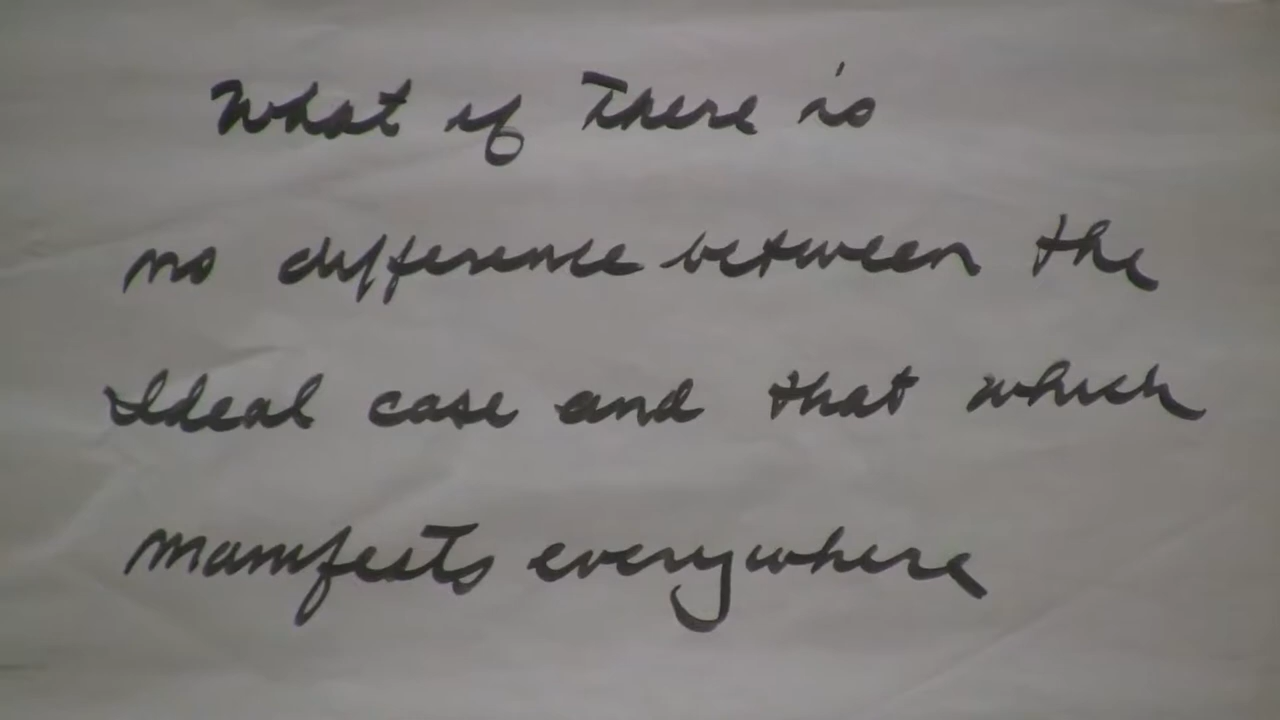 What if There is
no difference between the
Ideal case and that which
manifests everywhere